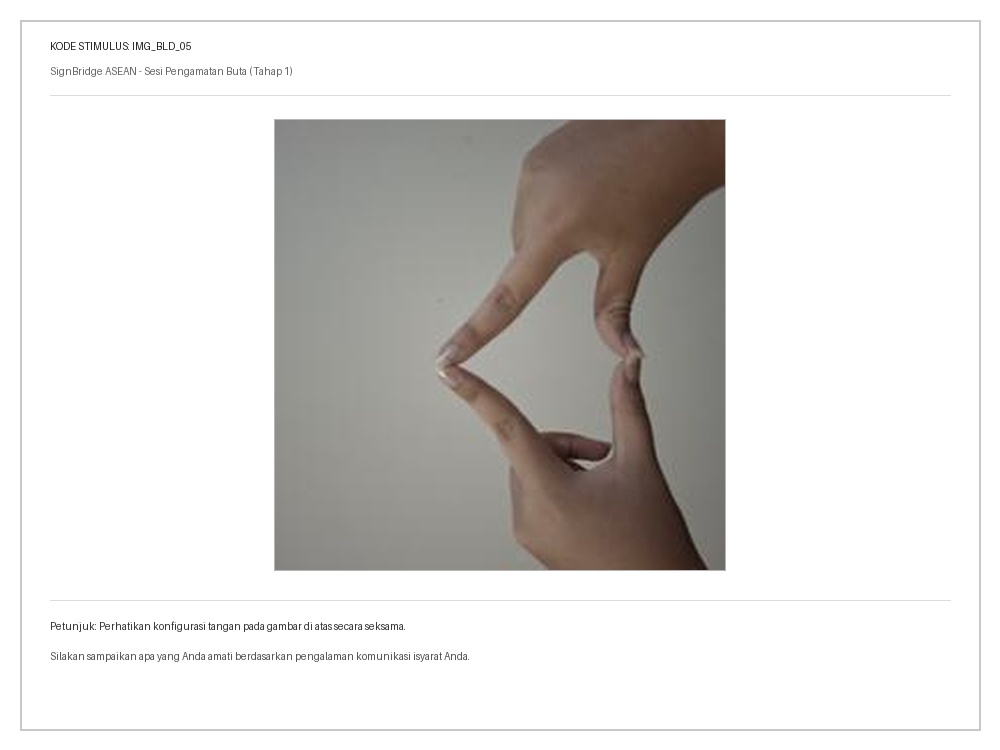 KODE STIMULUS: IMG_BLD_05
SignBridge ASEAN - Sesi Pengamatan Buta (Tahap 1)
Petunjuk: Perhatikan konfigurasi tangan pada gambar di atas secara seksama.
Silakan sampaikan apa yang Anda amati berdasarkan pengalaman komunikasi isyarat Anda.